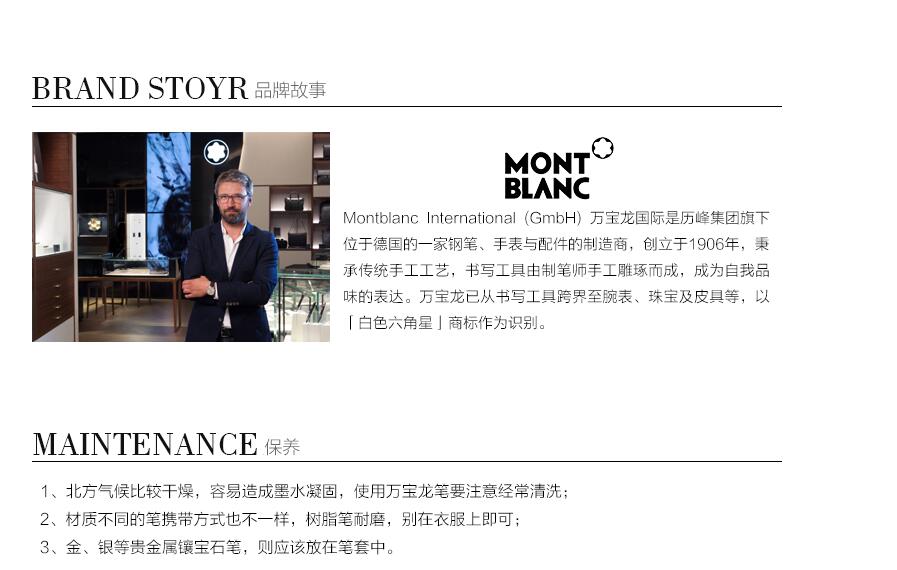 BRAND STOYR 品牌故事
MONT
BLANC
Montblanc International（GmbH）万宝龙国际是历峰集团旗下
位于德国的一家钢笔、手表与配件的制造商，创立于1906年，秉
承传统手工工艺，书写工具由制笔师手工雕琢而成，成为自我品
味的表达。万宝龙已从书写工具跨界至腕表、珠宝及皮具等，以
「白色六角星」商标作为识别。
MAINTENANCE 保养
1、北方气候比较干燥，容易造成墨水凝固，使用万宝龙笔要注意经常清洗；
2、材质不同的笔携带方式也不一样，树脂笔耐磨，别在衣服上即可；
3、金、银等贵金属镶宝石笔，则应该放在笔套中。